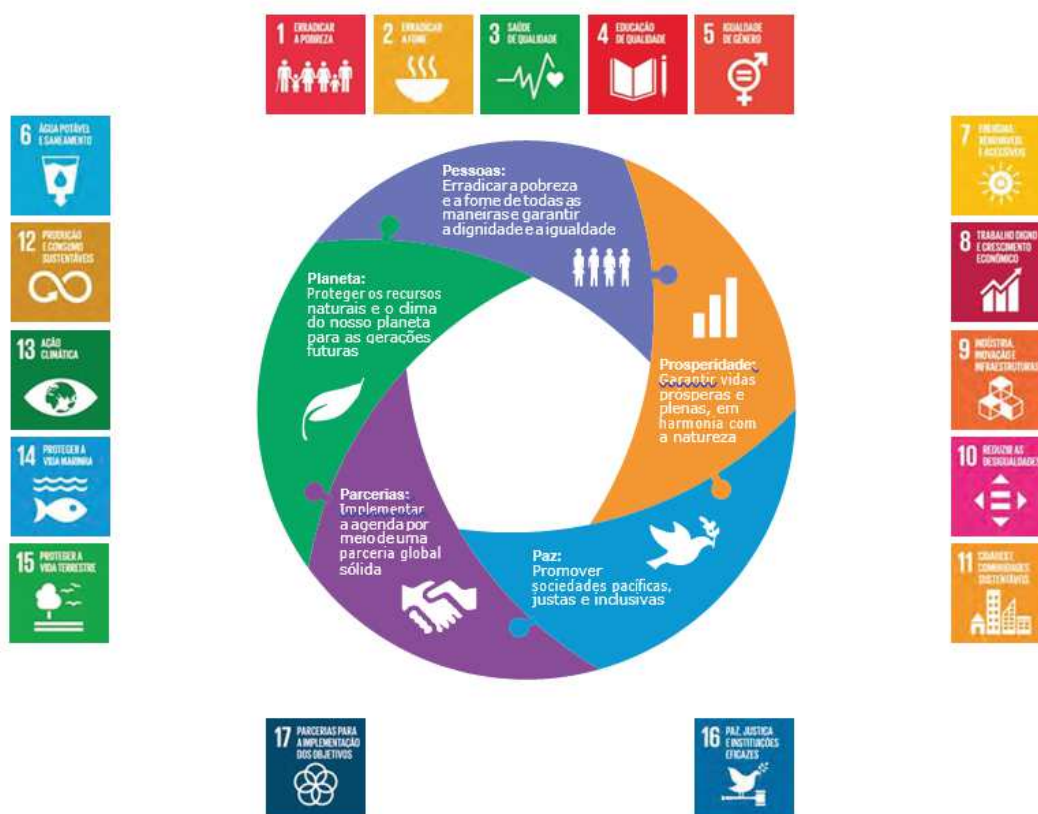 1 ERRADICAR
A POBREZA
2 ERRADICAR
A FOME
3 SAÚDE
DE QUALIDADE
4 EDUCAÇÃO
DE QUALIDADE
5 IGUALDADE
DE GÉNERO
6 ÁGUA POTÁVEL
E SANEAMENTO
12 PRODUÇÃO
E CONSUMO
SUSTENTÁVEIS
13 AÇÃO
CLIMÁTICA
14 PROTEGER A
VIDA MARINHA
15 PROTEGER A
VIDA TERRESTRE
Pessoas:
Erradicar a pobreza
e a fome de todas as
maneiras e garantir
a dignidade e a igualdade
Planeta:
Proteger os recursos
naturais e o clima
do nosso planeta
para as gerações
futuras
Prosperidade:
Garantir vidas
prósperas e
plenas, em
harmonia com
a natureza
Parcerias:
Implementar
a agenda por
meio de uma
parceria global
sólida
Paz:
Promover
sociedades pacíficas,
justas e inclusivas
7 ENERGIAS
RENOVÁVEIS
E ACESSÍVEIS
8 TRABALHO DIGNO
E CRESCIMENTO
ECONÓMICO
9 INDÚSTRIA,
INOVAÇÃO E
INFRAESTRUTURAS
10 REDUZIR AS
DESIGUALDADES
11 CIDADES E
COMUNIDADES
SUSTENTÁVEIS
17 PARCERIAS PARA
A IMPLEMENTAÇÃO
DOS OBJETIVOS
16 PAZ, JUSTIÇA
E INSTITUIÇÕES
EFICAZES